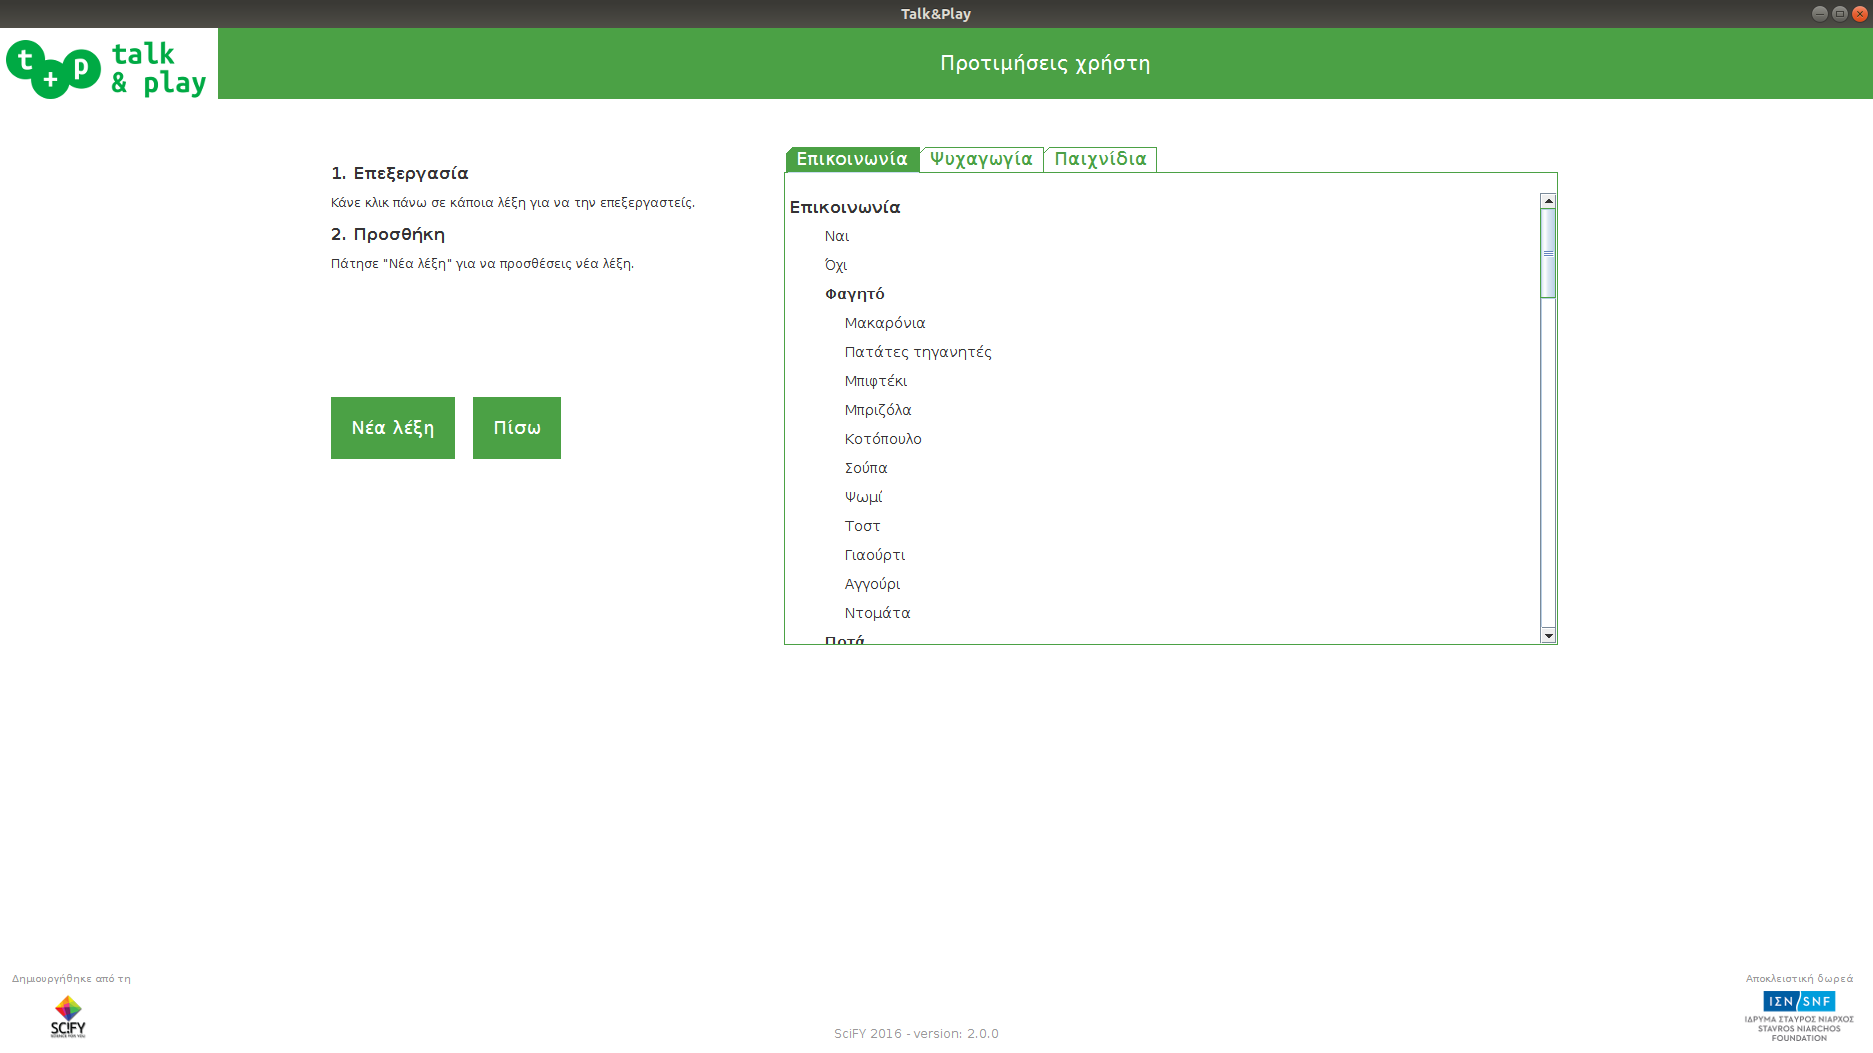 Talk&Play
t+p talk
& play
Προτιμήσεις χρήστη
1. Επεξεργασία
Κάνε κλικ πάνω σε κάποια λέξη για να την επεξεργαστείς.
2. Προσθήκη
Πάτησε "Νέα λέξη" για να προσθέσεις νέα λέξη.
Νέα λέξη
Πίσω
Επικοινωνία
Ψυχαγωγία
Παιχνίδια
Επικοινωνία
Ναι
Όχι
Φαγητό
Μακαρόνια
Πατάτες τηγανητές
Μπιφτέκι
Μπριζόλα
Κοτόπουλο
Σούπα
Ψωμί
Τοστ
Γιαούρτι
Αγγούρι
Ντομάτα
Ποτά
Δημιουργήθηκε από τη
SCiFY
SCIENCE FOR YOU
SciFY 2016 - version: 2.0.0
Αποκλειστική δωρεά
ΙΣΝ/SNF
ΙΔΡΥΜΑ ΣΤΑΥΡΟΣ ΝΙΑΡΧΟΣ
STAVROS NIARCHOS
FOUNDATION